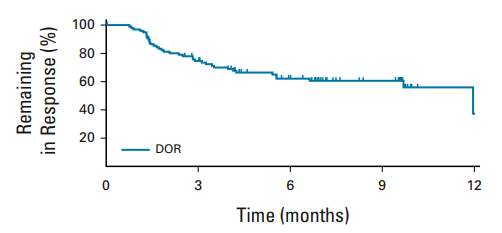 Remaining
in Response (%)
100
80
60
40
20
DOR
0 3 6 9 12
Time (months)